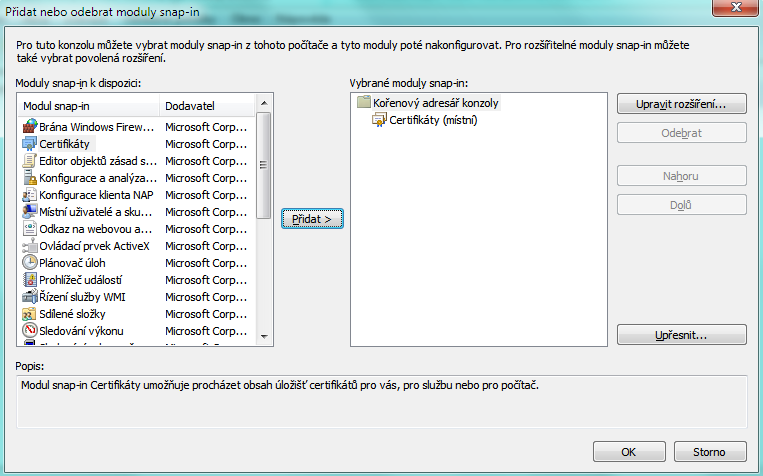 Přidat nebo odebrat moduly snap-in
Pro tuto konzolu můžete vybrat moduly snap-in z tohoto počítače a tyto moduly poté nakonfigurovat. Pro rozšířitelné moduly snap-in můžete
také vybrat povolená rozšíření.
Moduly snap-in k dispozici:
Modul snap-in Dodavatel
Brána Windows Firew... Microsoft Corp...
Certifikáty Microsoft Corp...
Editor objektů zásad s... Microsoft Corp...
Konfigurace a analýza... Microsoft Corp...
Konfigurace klienta NAP Microsoft Corp...
Místní uživatelé a sku... Microsoft Corp...
Odkaz na webovou a... Microsoft Corp...
Ovládací prvek ActiveX Microsoft Corp...
Plánovač úloh Microsoft Corp...
Prohlížeč událostí Microsoft Corp...
Řízení služby WMI Microsoft Corp...
Sdílené složky Microsoft Corp...
Sledování výkonu Microsoft Corp...
Přidat >
Vybrané moduly snap-in:
Kořenový adresář konzoly
Certifikáty (místní)
Upravit rozšíření...
Odebrat
Nahoru
Dolů
Upřesnit...
Popis:
Modul snap-in Certifikáty umožňuje procházet obsah úložišť certifikátů pro vás, pro službu nebo pro počítač.
OK
Storno